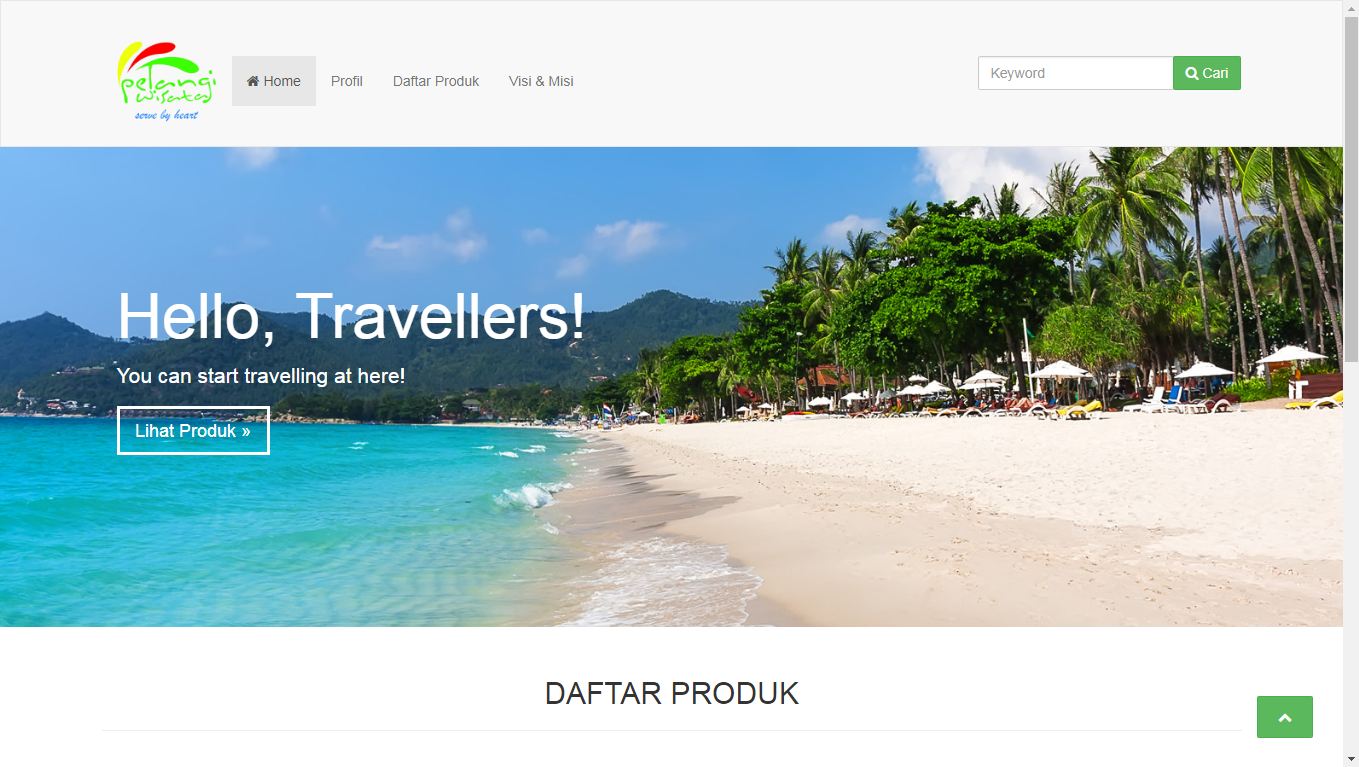 pelangi
wisata
serve by heart
Home
Profil
Daftar Produk
Visi & Misi
Keyword
Cari
Hello, Travellers!
You can start travelling at here!
Lihat Produk »
DAFTAR PRODUK